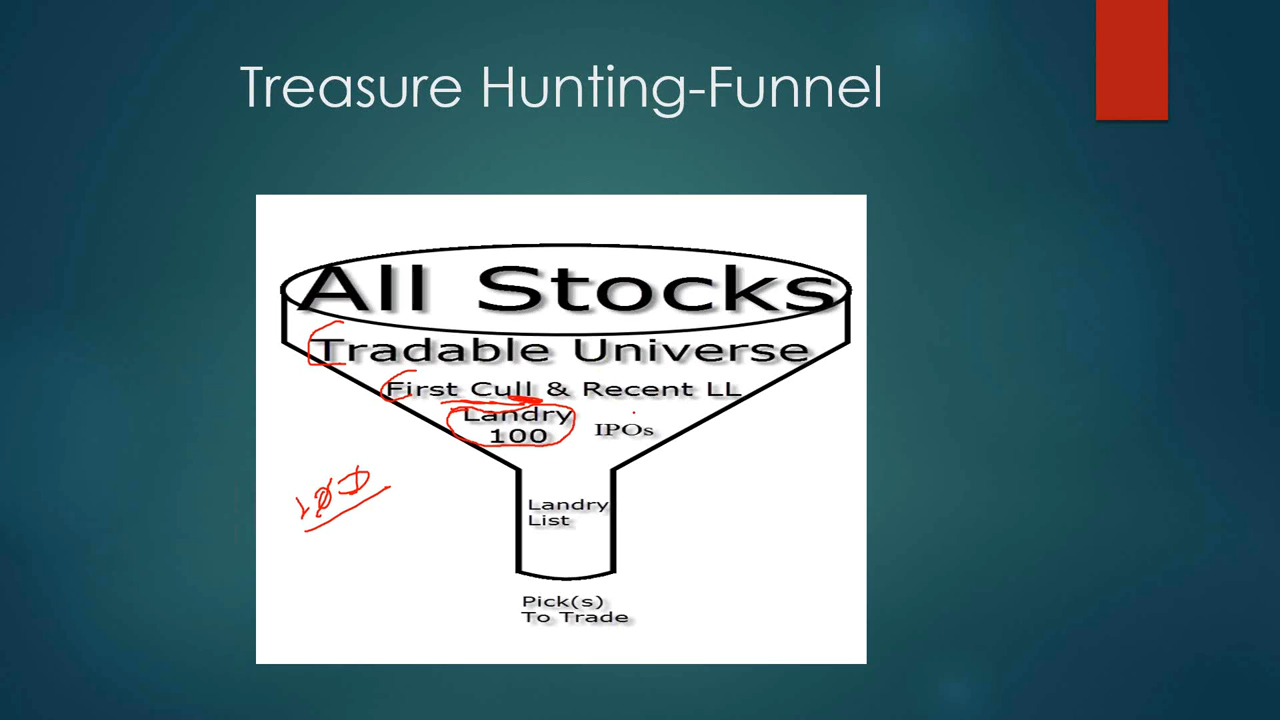 Treasure Hunting-Funnel
All Stocks
Tradable Universe
First Cull & Recent LL
Landry
100
IPOs
Landry
List
Pick(s)
To Trade